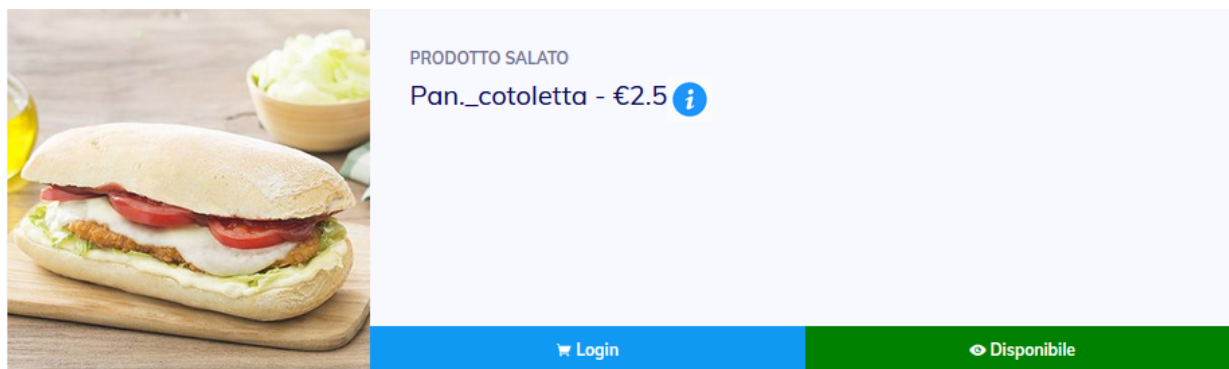 PRODOTTO SALATO
Pan._cotoletta - €2.5
Login
Disponibile